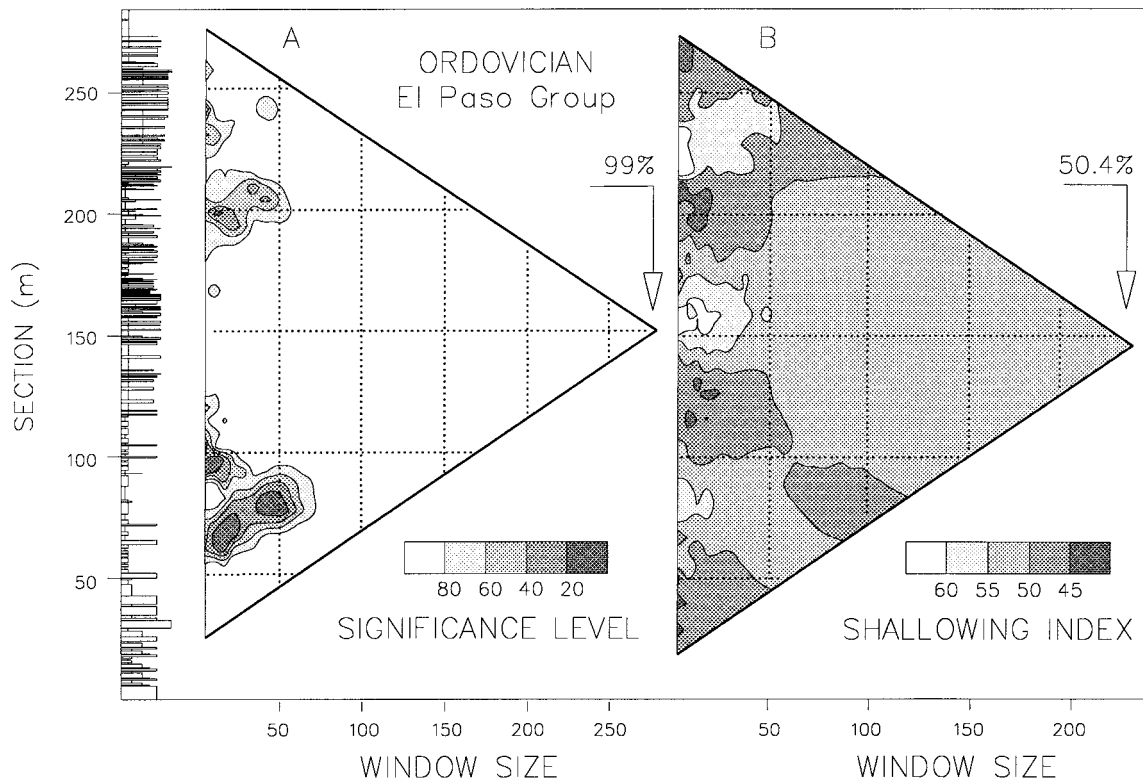 A
B
ORDOVICIAN
El Paso Group
99%
50.4%
SECTION (m)
250
200
150
100
50
80 60 40 20
SIGNIFICANCE LEVEL
60 55 50 45
SHALLOWING INDEX
50 100 150 200 250
WINDOW SIZE
50 100 150 200
WINDOW SIZE